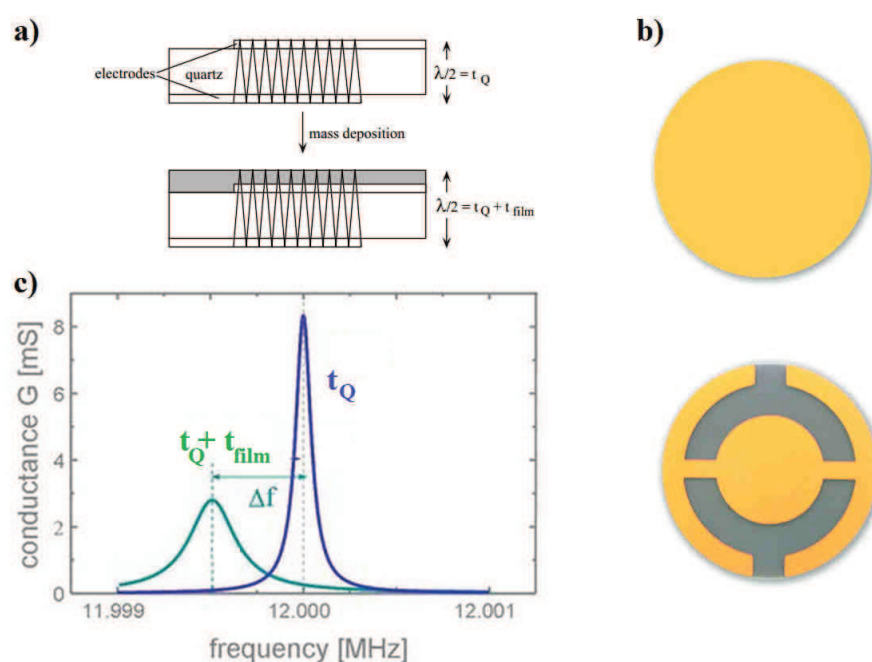 a)
electrodes
quartz
λ/2 = t_Q
mass deposition
λ/2 = t_Q + t_film
b)
c)
conductance G [mS]
8
6
4
2
0
t_Q
t_Q + t_film
Δf
11.999
12.000
12.001
frequency [MHz]